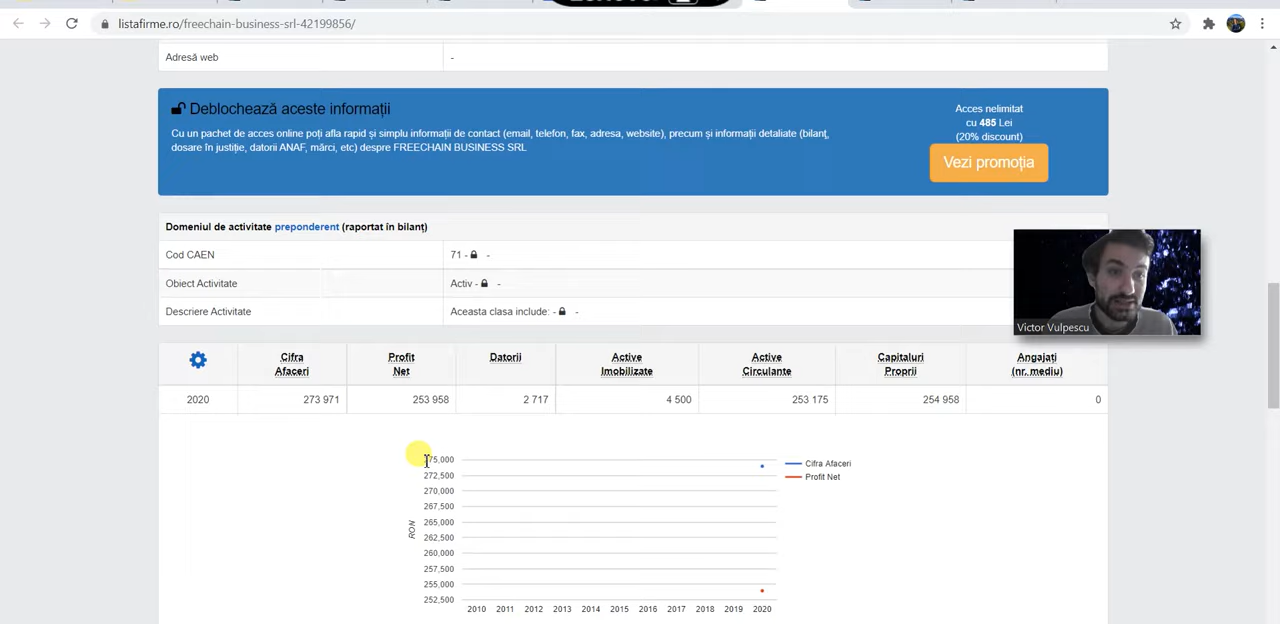 listafirme.ro/freechain-business-srl-42199856/
Adresă web -
Deblochează aceste informații
Cu un pachet de acces online poți afla rapid și simplu informații de contact (email, telefon, fax, adresa, website), precum și informații detaliate (bilanț,
dosare în justiție, datorii ANAF, mărci, etc) despre FREECHAIN BUSINESS SRL
Acces nelimitat
cu 485 Lei
(20% discount)
Vezi promoția
Domeniul de activitate preponderent (raportat în bilanț)
Cod CAEN 71 - -
Obiect Activitate Activ - -
Descriere Activitate Aceasta clasa include: - -
Victor Vulpescu
Cifra Afaceri Profit Net Datorii Active Imobilizate Active Circulante Capitaluri Proprii Angajați (nr. mediu)
2020 273 971 253 958 2 717 4 500 253 175 254 958 0
275,000
272,500
270,000
267,500
265,000
262,500
260,000
257,500
255,000
252,500
RON
Cifra Afaceri
Profit Net
2010 2011 2012 2013 2014 2015 2016 2017 2018 2019 2020